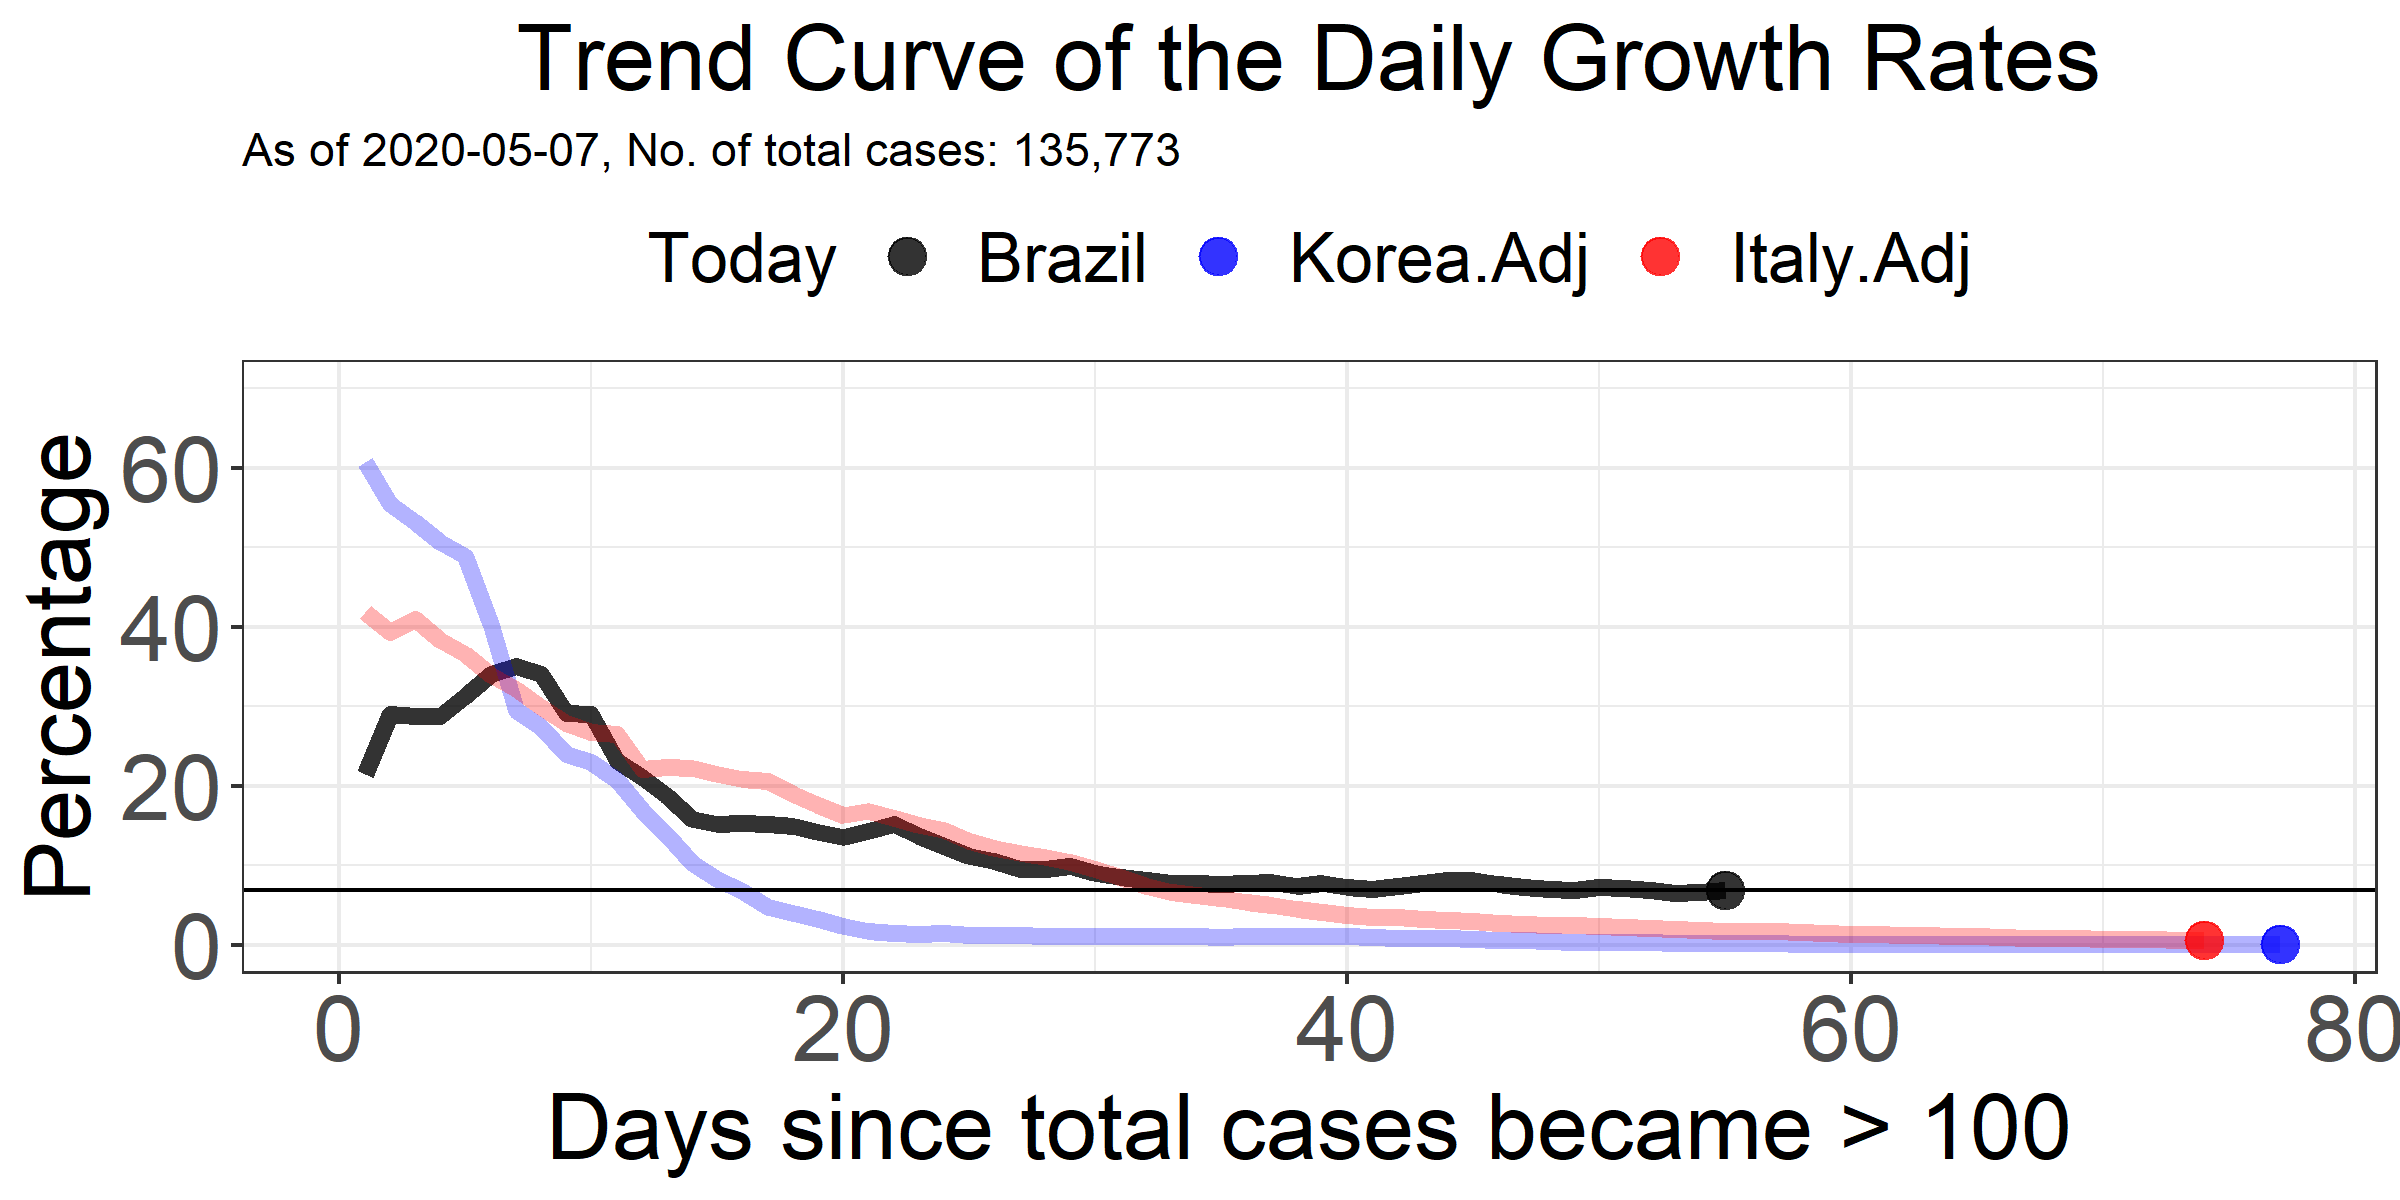 Trend Curve of the Daily Growth Rates
As of 2020-05-07, No. of total cases: 135,773
Today Brazil Korea.Adj Italy.Adj
Percentage
60
40
20
0
0 20 40 60 80
Days since total cases became > 100